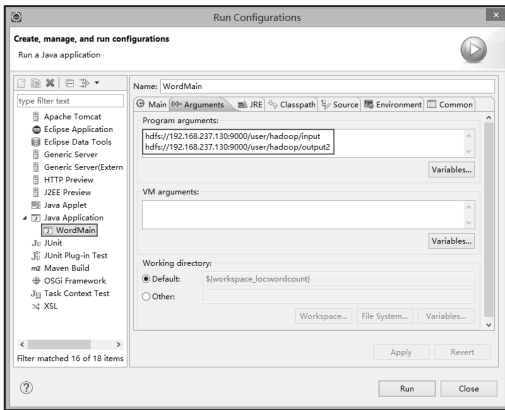 Run Configurations
Create, manage, and run configurations
Run a Java application
type filter text
Apache Tomcat
Eclipse Application
Eclipse Data Tools
Generic Server
Generic Server(Extern
HTTP Preview
J2EE Preview
Java Applet
Java Application
WordMain
JUnit
JUnit Plug-in Test
Maven Build
OSGi Framework
Task Context Test
XSL
Filter matched 16 of 18 items
Name: WordMain
Main Arguments JRE Classpath Source Environment Common
Program arguments:
hdfs://192.168.237.130:9000/user/hadoop/input
hdfs://192.168.237.130:9000/user/hadoop/output2
Variables...
VM arguments:
Variables...
Working directory:
Default: ${workspace_loc:wordcount}
Other:
Workspace... File System... Variables...
Apply Revert
Run Close